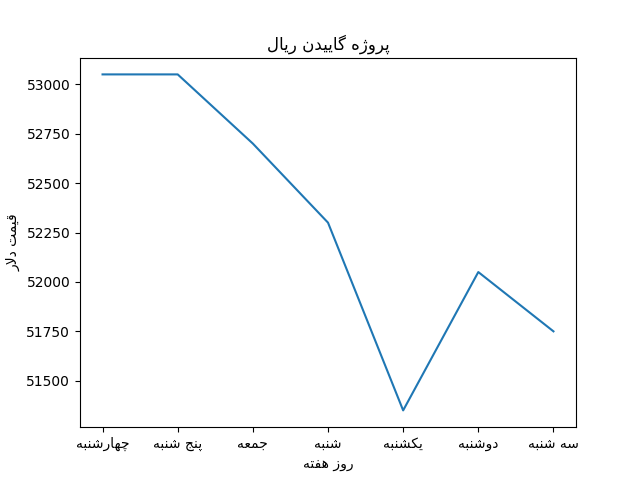 پروژه گاییدن ریال
قیمت دلار
53000
52750
52500
52250
52000
51750
51500
چهارشنبه
پنج شنبه
جمعه
شنبه
یکشنبه
دوشنبه
سه شنبه
روز هفته